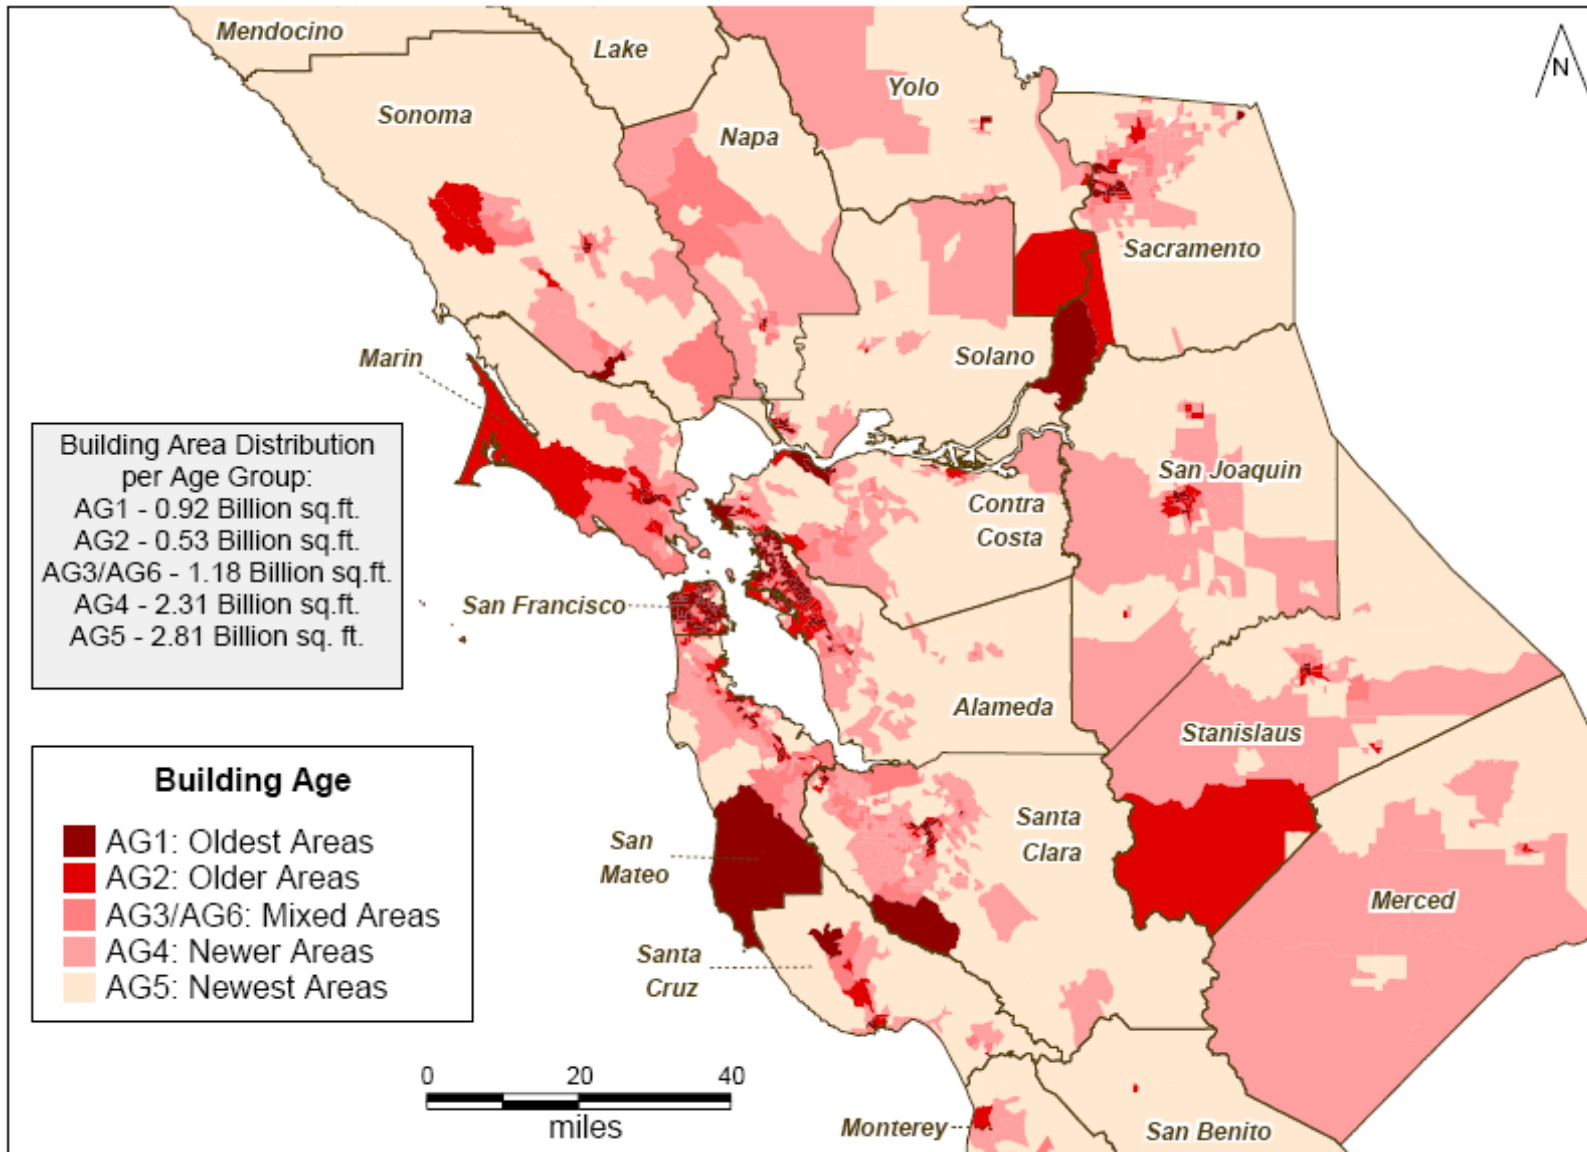 Mendocino
Lake
Yolo
N
Sonoma
Napa
Sacramento
Marin
Solano
Building Area Distribution
per Age Group:
AG1 - 0.92 Billion sq.ft.
AG2 - 0.53 Billion sq.ft.
AG3/AG6 - 1.18 Billion sq.ft.
AG4 - 2.31 Billion sq.ft.
AG5 - 2.81 Billion sq. ft.
San Joaquin
Contra
Costa
San Francisco
Alameda
Stanislaus
Building Age
AG1: Oldest Areas
AG2: Older Areas
AG3/AG6: Mixed Areas
AG4: Newer Areas
AG5: Newest Areas
San
Mateo
Santa
Clara
Merced
Santa
Cruz
0 20 40
miles
Monterey
San Benito